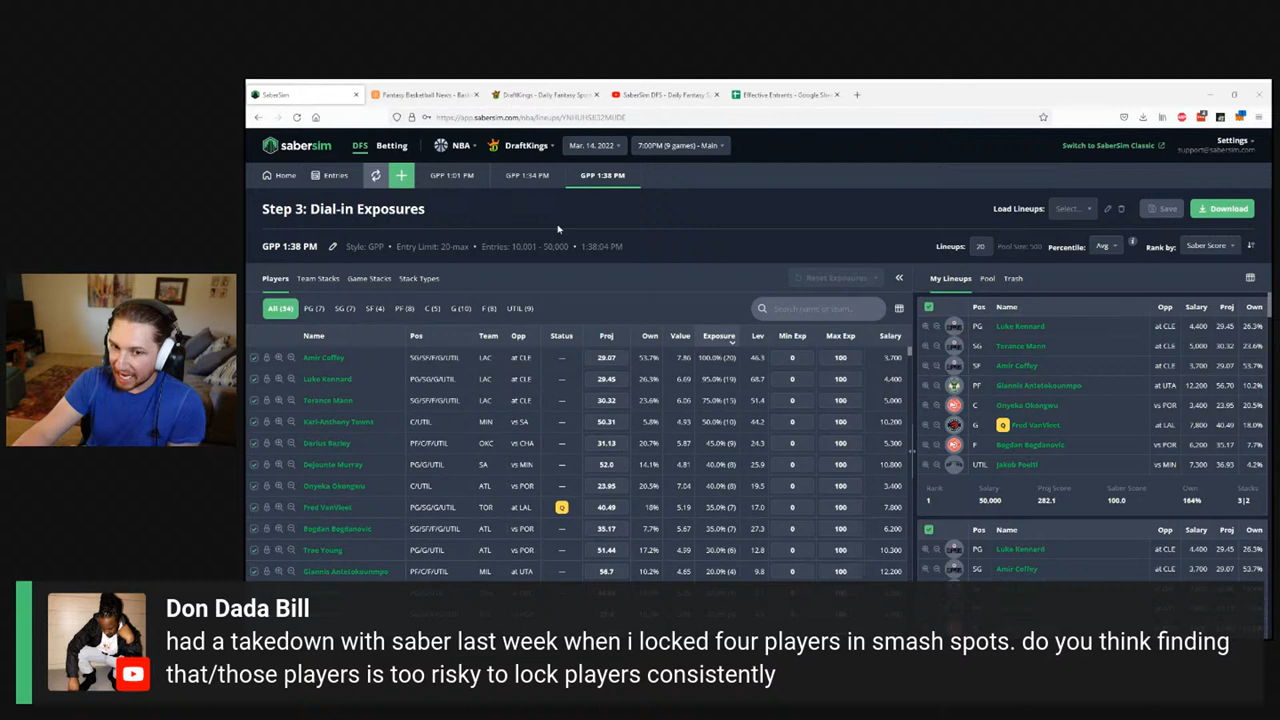 SaberSim
Fantasy Basketball News - Bask
DraftKings - Daily Fantasy Spo
SaberSim DFS - Daily Fantasy S
Effective Entrants - Google She
sabersim
DFS
Betting
NBA
DraftKings
Mar. 14, 2022
7:00PM (9 games) - Main
Switch to SaberSim Classic
Settings
support@sabersim.com
Home
Entries
GPP 1:01 PM
GPP 1:34 PM
GPP 1:38 PM
Step 3: Dial-in Exposures
Load Lineups:
Select...
Save
Download
GPP 1:38 PM
Style: GPP • Entry Limit: 20-max • Entries: 10,001 - 50,000 • 1:38:04 PM
Lineups: 20 Pool Size: 500 Percentile: Avg Rank by: Saber Score
Players Team Stacks Game Stacks Stack Types
Reset Exposures
All (34) PG (7) SG (7) SF (4) PF (8) C (5) G (10) F (8) UTIL (9)
Name Pos Team Opp Status Proj Own Value Exposure Lev Min Exp Max Exp Salary
Amir Coffey SG/SF/F/G/UTIL LAC at CLE — 29.07 53.7% 7.86 100.0% (20) 46.3 0 100 3,700
Luke Kennard PG/SG/G/UTIL LAC at CLE — 29.45 26.3% 6.69 95.0% (19) 68.7 0 100 4,400
Terance Mann LAC at CLE — 30.32 23.6% 6.06 75.0% (15) 51.4 0 100 5,000
Karl-Anthony Towns C/UTIL MIN vs SA — 50.31 5.8% 4.93 50.0% (10) 44.2 0 100 10,200
Darius Bazley PF/C/F/UTIL OKC vs CHA — 31.13 20.7% 5.87 45.0% (9) 24.3 0 100 5,300
Dejounte Murray PG/G/UTIL SA vs MIN — 52.0 14.1% 4.81 40.0% (8) 25.9 0 100 10,800
Onyeka Okongwu C/UTIL ATL vs POR — 23.95 20.5% 7.04 40.0% (8) 19.5 0 100 3,400
Fred VanVleet PG/SG/G/UTIL TOR at LAL Q 40.49 18% 5.19 35.0% (7) 17.0 0 100 7,800
Bogdan Bogdanovic SG/SF/F/G/UTIL ATL vs POR — 35.17 7.7% 5.67 35.0% (7) 27.3 0 100 6,200
Trae Young PG/G/UTIL ATL vs POR — 51.44 17.2% 4.99 30.0% (6) 12.8 0 100 10,300
Giannis Antetokounmpo PF/C/F/UTIL MIL at UTA — 56.7 10.2% 4.65 20.0% (4) 9.8 0 100 12,200
My Lineups Pool Trash
Pos Name Opp Salary Proj Own
PG Luke Kennard at CLE 4,400 29.45 26.3%
SG Terance Mann at CLE 5,000 30.32 23.6%
SF Amir Coffey at CLE 3,700 29.07 53.7%
PF Giannis Antetokounmpo at UTA 12,200 56.70 10.2%
C Onyeka Okongwu vs POR 3,400 23.95 20.5%
G Q Fred VanVleet at LAL 7,800 40.49 18.0%
F Bogdan Bogdanovic vs POR 6,200 35.17 7.7%
UTIL Jakob Poeltl vs MIN 7,300 36.93 4.2%
Rank Salary Proj Score Saber Score Own Stacks
1 50,000 282.1 100.0 164% 3|2
Pos Name Opp Salary Proj Own
PG Luke Kennard at CLE 4,400 29.45 26.3%
SG Amir Coffey at CLE 3,700 29.07 53.7%
Don Dada Bill
had a takedown with saber last week when i locked four players in smash spots. do you think finding
that/those players is too risky to lock players consistently